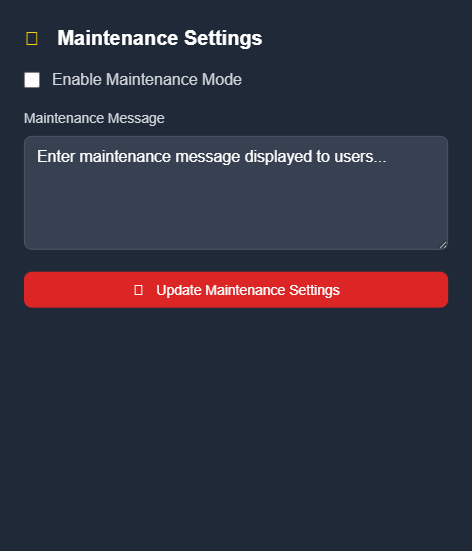 Maintenance Settings
Enable Maintenance Mode
Maintenance Message
Enter maintenance message displayed to users...
Update Maintenance Settings